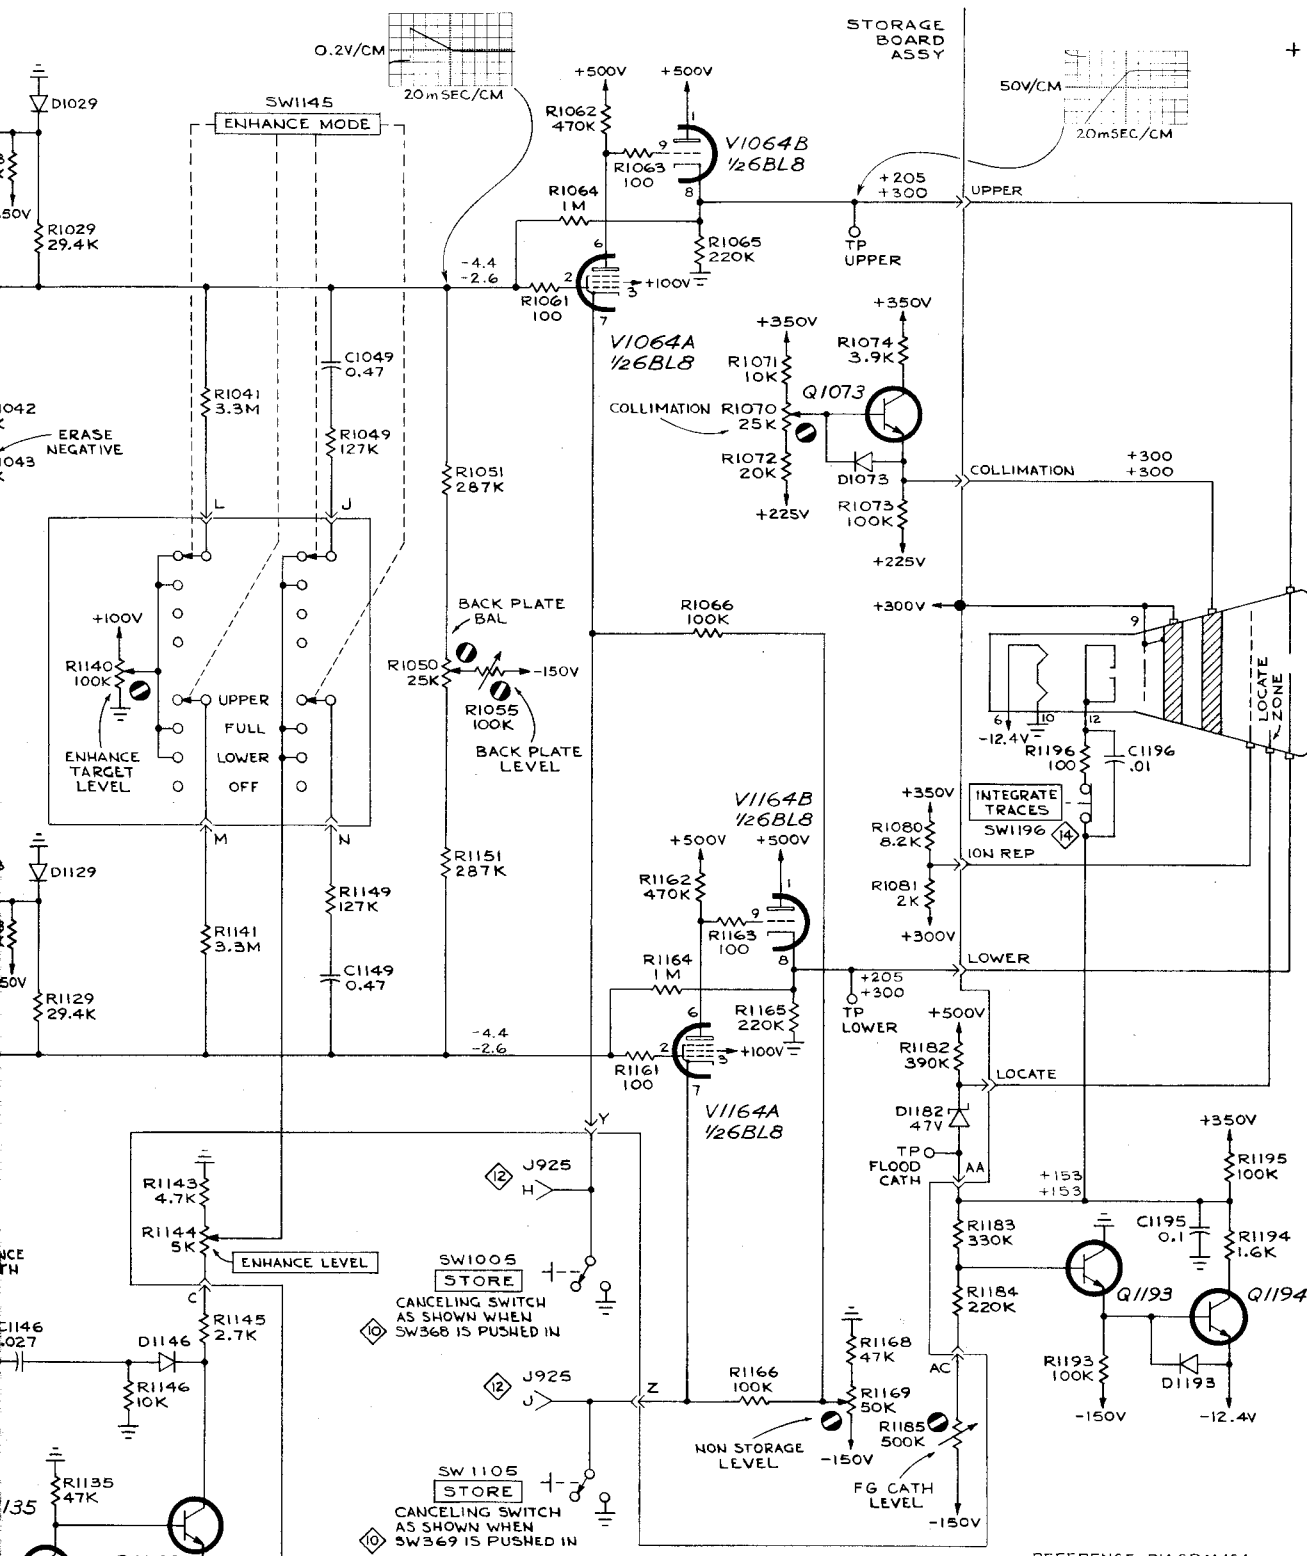 STORAGE
BOARD
ASSY
+
0.2V/CM
20mSEC/CM
50V/CM
20mSEC/CM
D1029
50V
R1029
29.4K
SW1145
ENHANCE MODE
+500V
+500V
R1062
470K
1
9
R1063
100
8
V1064B
½6BL8
R1064
1M
R1065
220K
+205
+300
UPPER
TP
UPPER
-4.4
-2.6
R1061
100
6
2
3
7
+100V
V1064A
½6BL8
C1049
0.47
R1041
3.3M
R1049
127K
1042
K
1043
K
ERASE
NEGATIVE
R1051
287K
L
J
+350V
+350V
R1071
10K
R1074
3.9K
Q1073
COLLIMATION
R1070
25K
R1072
20K
D1073
+225V
R1073
100K
+225V
COLLIMATION
+300
+300
+100V
R1140
100K
ENHANCE
TARGET
LEVEL
UPPER
FULL
LOWER
OFF
BACK PLATE
BAL
R1050
25K
-150V
R1055
100K
BACK PLATE
LEVEL
R1066
100K
+300V
9
6
10
12
-12.4V
LOCATE
ZONE
R1196
100
C1196
.01
INTEGRATE
TRACES
SW1196
14
M
N
D1129
R1129
29.4K
50V
R1141
3.3M
R1149
127K
C1149
0.47
R1151
287K
V1164B
½6BL8
+500V
+500V
R1162
470K
1
9
R1163
100
8
R1164
1M
R1165
220K
+205
+300
TP
LOWER
+350V
R1080
8.2K
ION REP
R1081
2K
+300V
LOWER
-4.4
-2.6
R1161
100
6
2
3
7
+100V
V1164A
½6BL8
+500V
R1182
390K
LOCATE
D1182
47V
TP
FLOOD
CATH
AA
+153
+153
+350V
R1195
100K
C1195
0.1
R1194
1.6K
R1183
330K
R1184
220K
Q1193
Q1194
R1193
100K
D1193
-150V
-12.4V
AC
Y
12
J925
H
R1143
4.7K
R1144
5K
ENHANCE LEVEL
C
R1145
2.7K
NCE
TH
C1146
.027
D1146
R1146
10K
SW1005
STORE
CANCELING SWITCH
AS SHOWN WHEN
10
SW368 IS PUSHED IN
12
J925
J
Z
R1166
100K
R1168
47K
R1169
50K
NON STORAGE
LEVEL
-150V
R1185
500K
FG CATH
LEVEL
-150V
R1135
47K
135
SW1105
STORE
CANCELING SWITCH
AS SHOWN WHEN
10
SW369 IS PUSHED IN